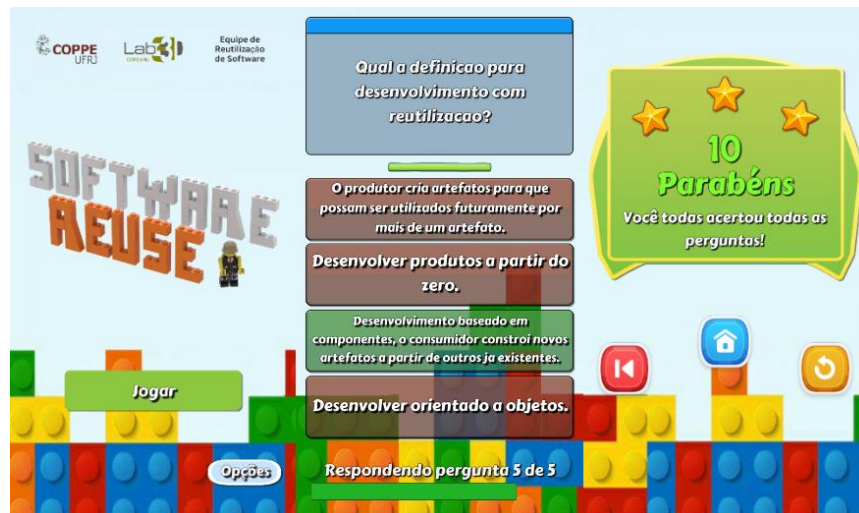 COPPE
UFRJ
Lab3D
COPPE/UFRJ
Equipe de
Reutilização
de Software
SOFTWARE
REUSE
Jogar
Opções
Qual a definicao para
desenvolvimento com
reutilizacao?
O produtor cria artefatos para que
possam ser utilizados futuramente por
mais de um artefato.
Desenvolver produtos a partir do
zero.
Desenvolvimento baseado em
componentes, o consumidor constroi novos
artefatos a partir de outros ja existentes.
Desenvolver orientado a objetos.
Respondendo pergunta 5 de 5
10
Parabéns
Você todas acertou todas as
perguntas!